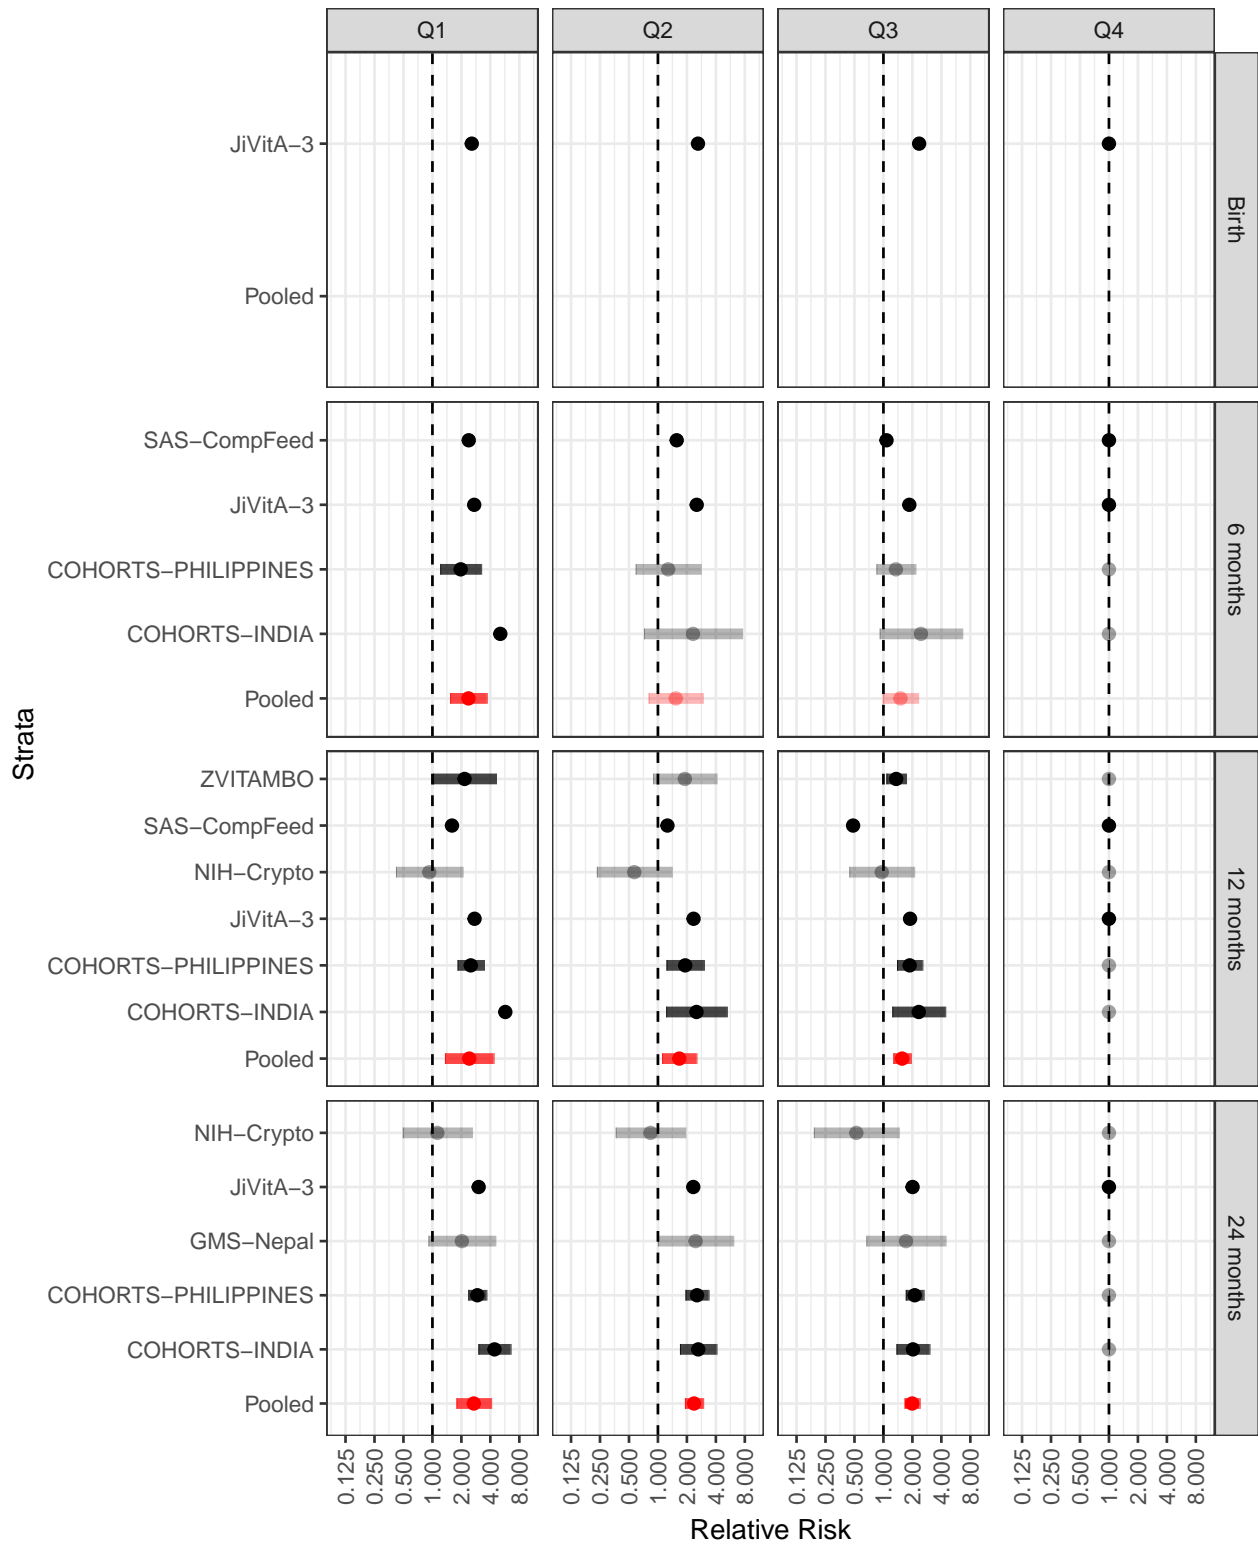 Q1
Q2
Q3
Q4
JiVitA−3
Pooled
Birth
SAS−CompFeed
JiVitA−3
COHORTS−PHILIPPINES
COHORTS−INDIA
Pooled
6 months
ZVITAMBO
SAS−CompFeed
NIH−Crypto
JiVitA−3
COHORTS−PHILIPPINES
COHORTS−INDIA
Pooled
12 months
NIH−Crypto
JiVitA−3
GMS−Nepal
COHORTS−PHILIPPINES
COHORTS−INDIA
Pooled
24 months
Strata
0.125
0.250
0.500
1.000
2.000
4.000
8.000
0.125
0.250
0.500
1.000
2.000
4.000
8.000
0.125
0.250
0.500
1.000
2.000
4.000
8.000
0.125
0.250
0.500
1.000
2.000
4.000
8.000
Relative Risk